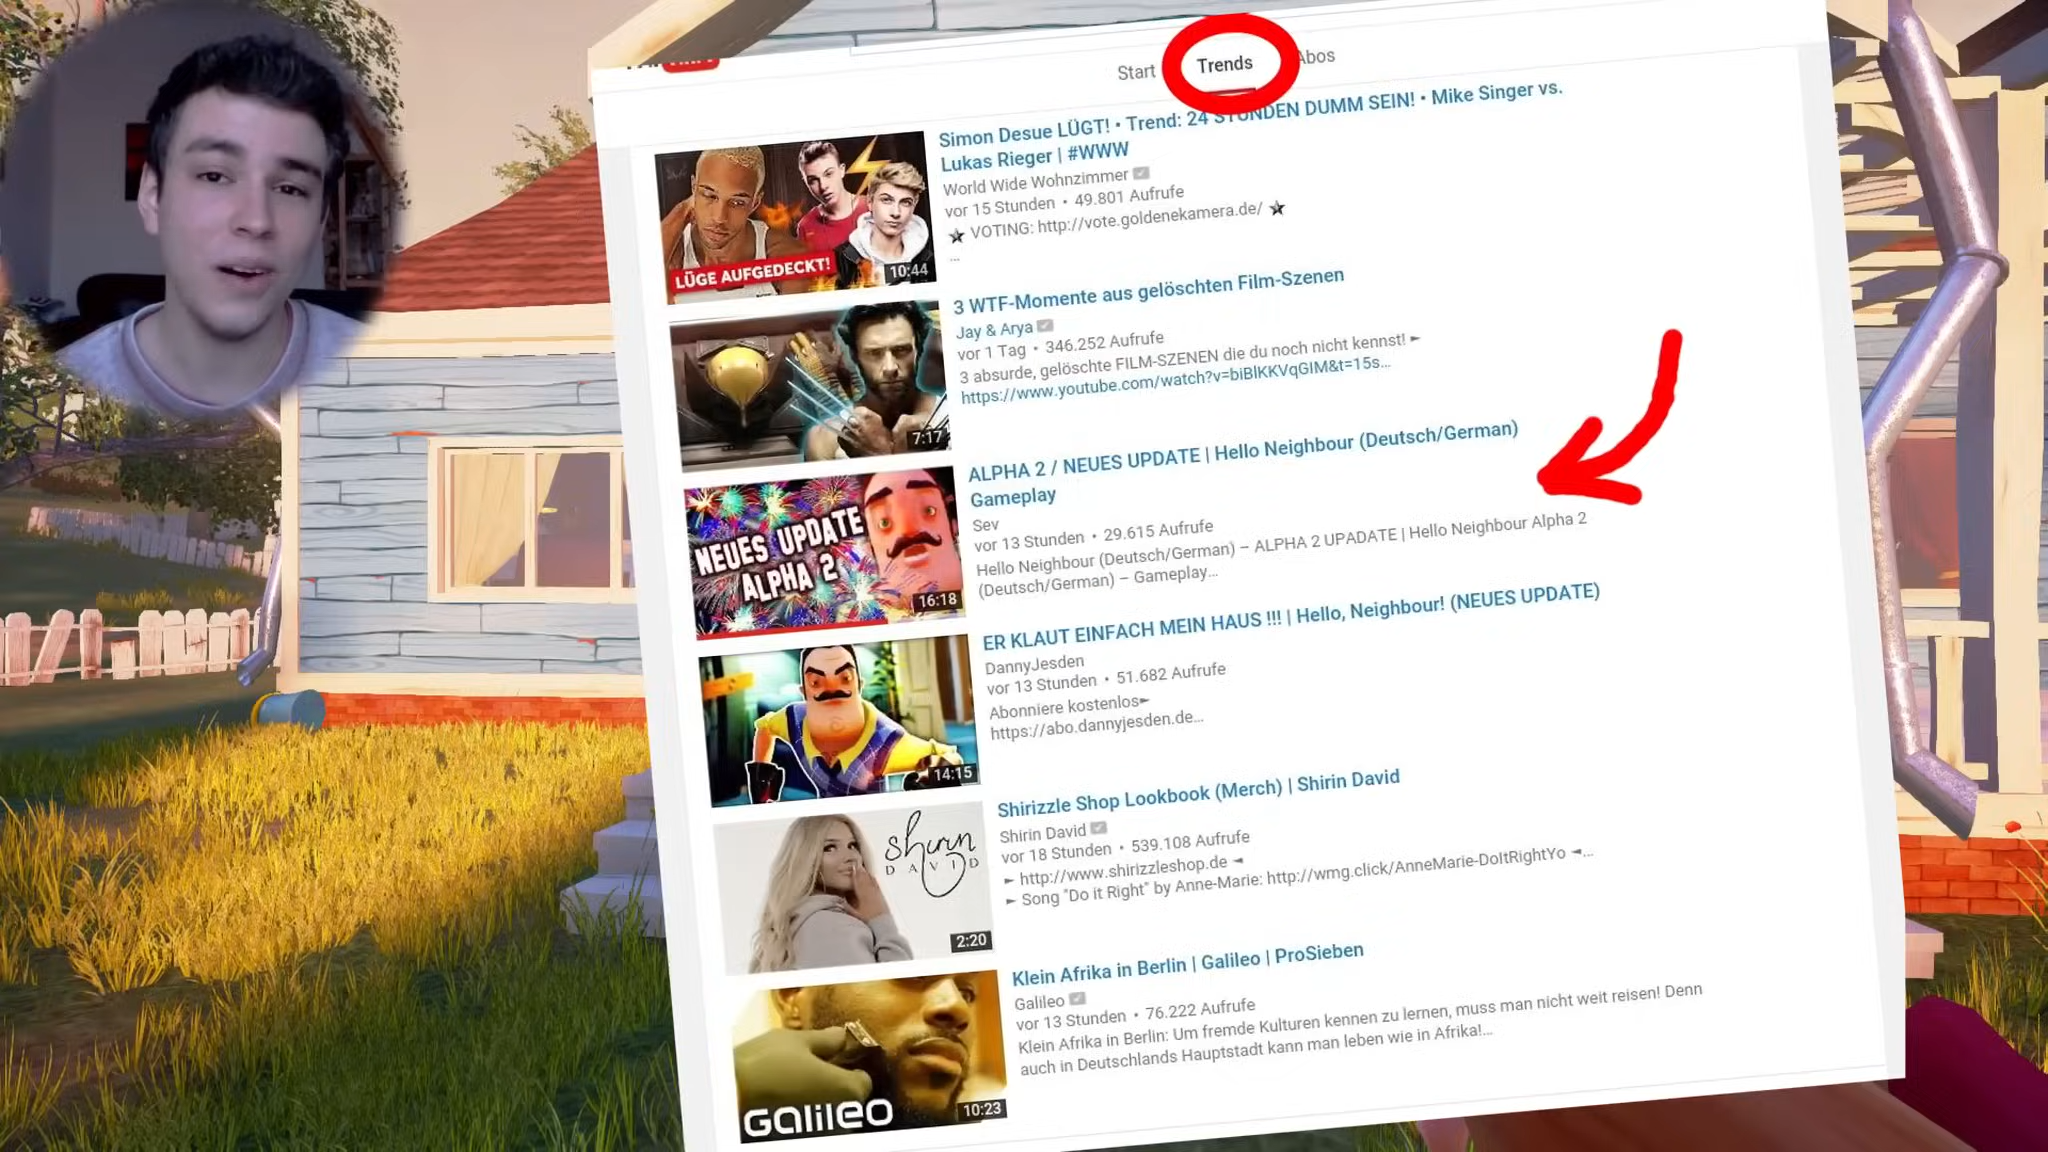 Start Trends Abos
Simon Desue LÜGT! • Trend: 24 STUNDEN DUMM SEIN! • Mike Singer vs.
Lukas Rieger | #WWW
World Wide Wohnzimmer
vor 15 Stunden • 49.801 Aufrufe
★ VOTING: http://vote.goldenekamera.de/ ★
...
LÜGE AUFGEDECKT!
10:44
3 WTF-Momente aus gelöschten Film-Szenen
Jay & Arya
vor 1 Tag • 346.252 Aufrufe
3 absurde, gelöschte FILM-SZENEN die du noch nicht kennst! ►
https://www.youtube.com/watch?v=biBlKKVqGIM&t=15s...
7:17
ALPHA 2 / NEUES UPDATE | Hello Neighbour (Deutsch/German)
Gameplay
Sev
vor 13 Stunden • 29.615 Aufrufe
Hello Neighbour (Deutsch/German) – ALPHA 2 UPADATE | Hello Neighbour Alpha 2
(Deutsch/German) – Gameplay...
NEUES UPDATE
ALPHA 2
16:18
ER KLAUT EINFACH MEIN HAUS !!! | Hello, Neighbour! (NEUES UPDATE)
DannyJesden
vor 13 Stunden • 51.682 Aufrufe
Abonniere kostenlos►
https://abo.dannyjesden.de...
14:15
Shirizzle Shop Lookbook (Merch) | Shirin David
Shirin David
vor 18 Stunden • 539.108 Aufrufe
► http://www.shirizzleshop.de ◄
► Song "Do it Right" by Anne-Marie: http://wmg.click/AnneMarie-DoItRightYo ◄...
shirin
DAVID
2:20
Klein Afrika in Berlin | Galileo | ProSieben
Galileo
vor 13 Stunden • 76.222 Aufrufe
Klein Afrika in Berlin: Um fremde Kulturen kennen zu lernen, muss man nicht weit reisen! Denn
auch in Deutschlands Hauptstadt kann man leben wie in Afrika!...
GALILEO
10:23